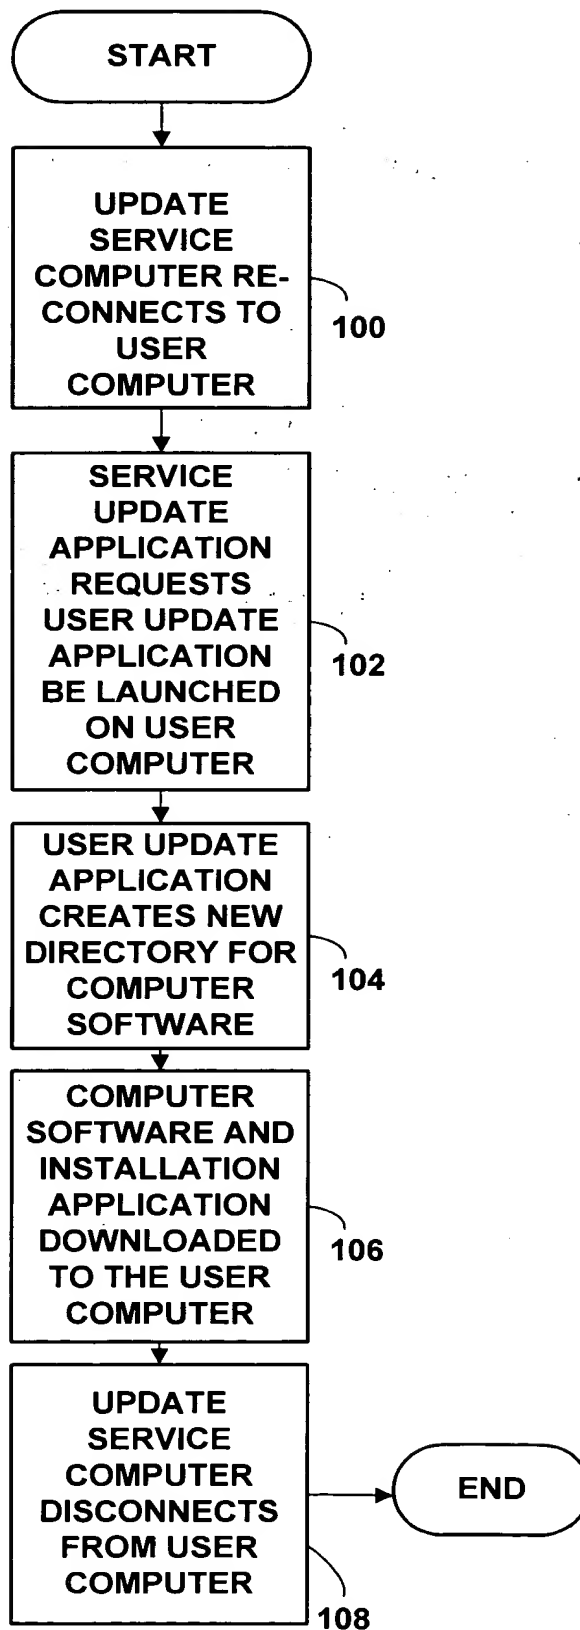 START
UPDATE
SERVICE
COMPUTER RE-
CONNECTS TO
USER
COMPUTER
100
SERVICE
UPDATE
APPLICATION
REQUESTS
USER UPDATE
APPLICATION
BE LAUNCHED
ON USER
COMPUTER
102
USER UPDATE
APPLICATION
CREATES NEW
DIRECTORY FOR
COMPUTER
SOFTWARE
104
COMPUTER
SOFTWARE AND
INSTALLATION
APPLICATION
DOWNLOADED
TO THE USER
COMPUTER
106
UPDATE
SERVICE
COMPUTER
DISCONNECTS
FROM USER
COMPUTER
108
END